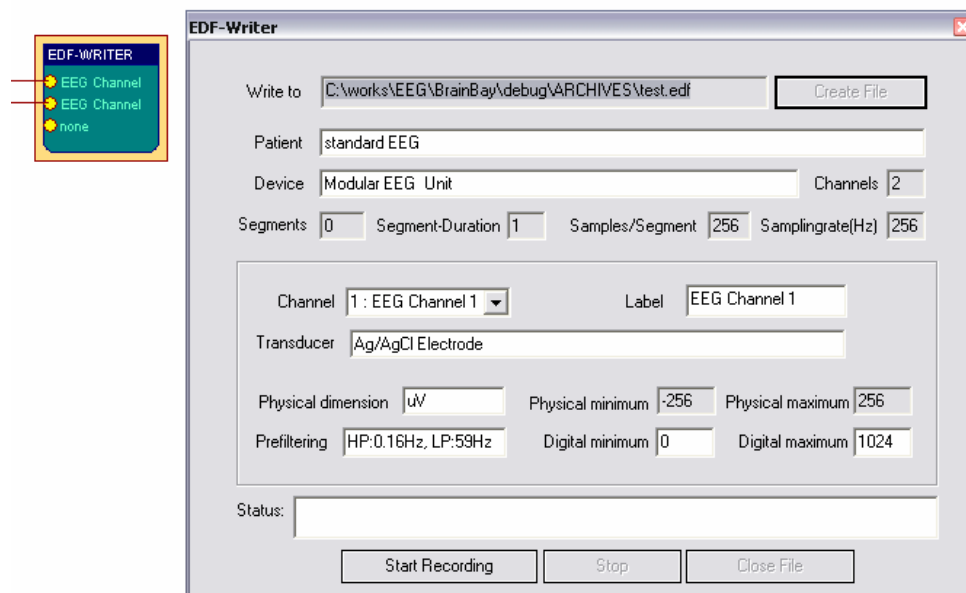 EDF-WRITER
EEG Channel
EEG Channel
none
EDF-Writer
Write to C:\works\EEG\BrainBay\debug\ARCHIVES\test.edf Create File
Patient standard EEG
Device Modular EEG  Unit Channels 2
Segments 0 Segment-Duration 1 Samples/Segment 256 Samplingrate(Hz) 256
Channel 1 : EEG Channel 1 Label EEG Channel 1
Transducer Ag/AgCl Electrode
Physical dimension uV Physical minimum -256 Physical maximum 256
Prefiltering HP:0.16Hz, LP:59Hz Digital minimum 0 Digital maximum 1024
Status:
Start Recording Stop Close File